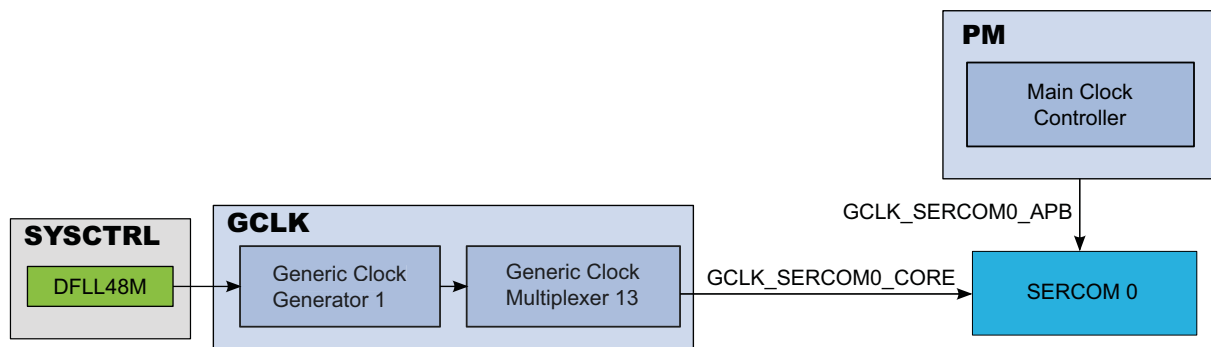 PM
Main Clock
Controller
GCLK_SERCOM0_APB
SYSCTRL
DFLL48M
GCLK
Generic Clock
Generator 1
Generic Clock
Multiplexer 13
GCLK_SERCOM0_CORE
SERCOM 0